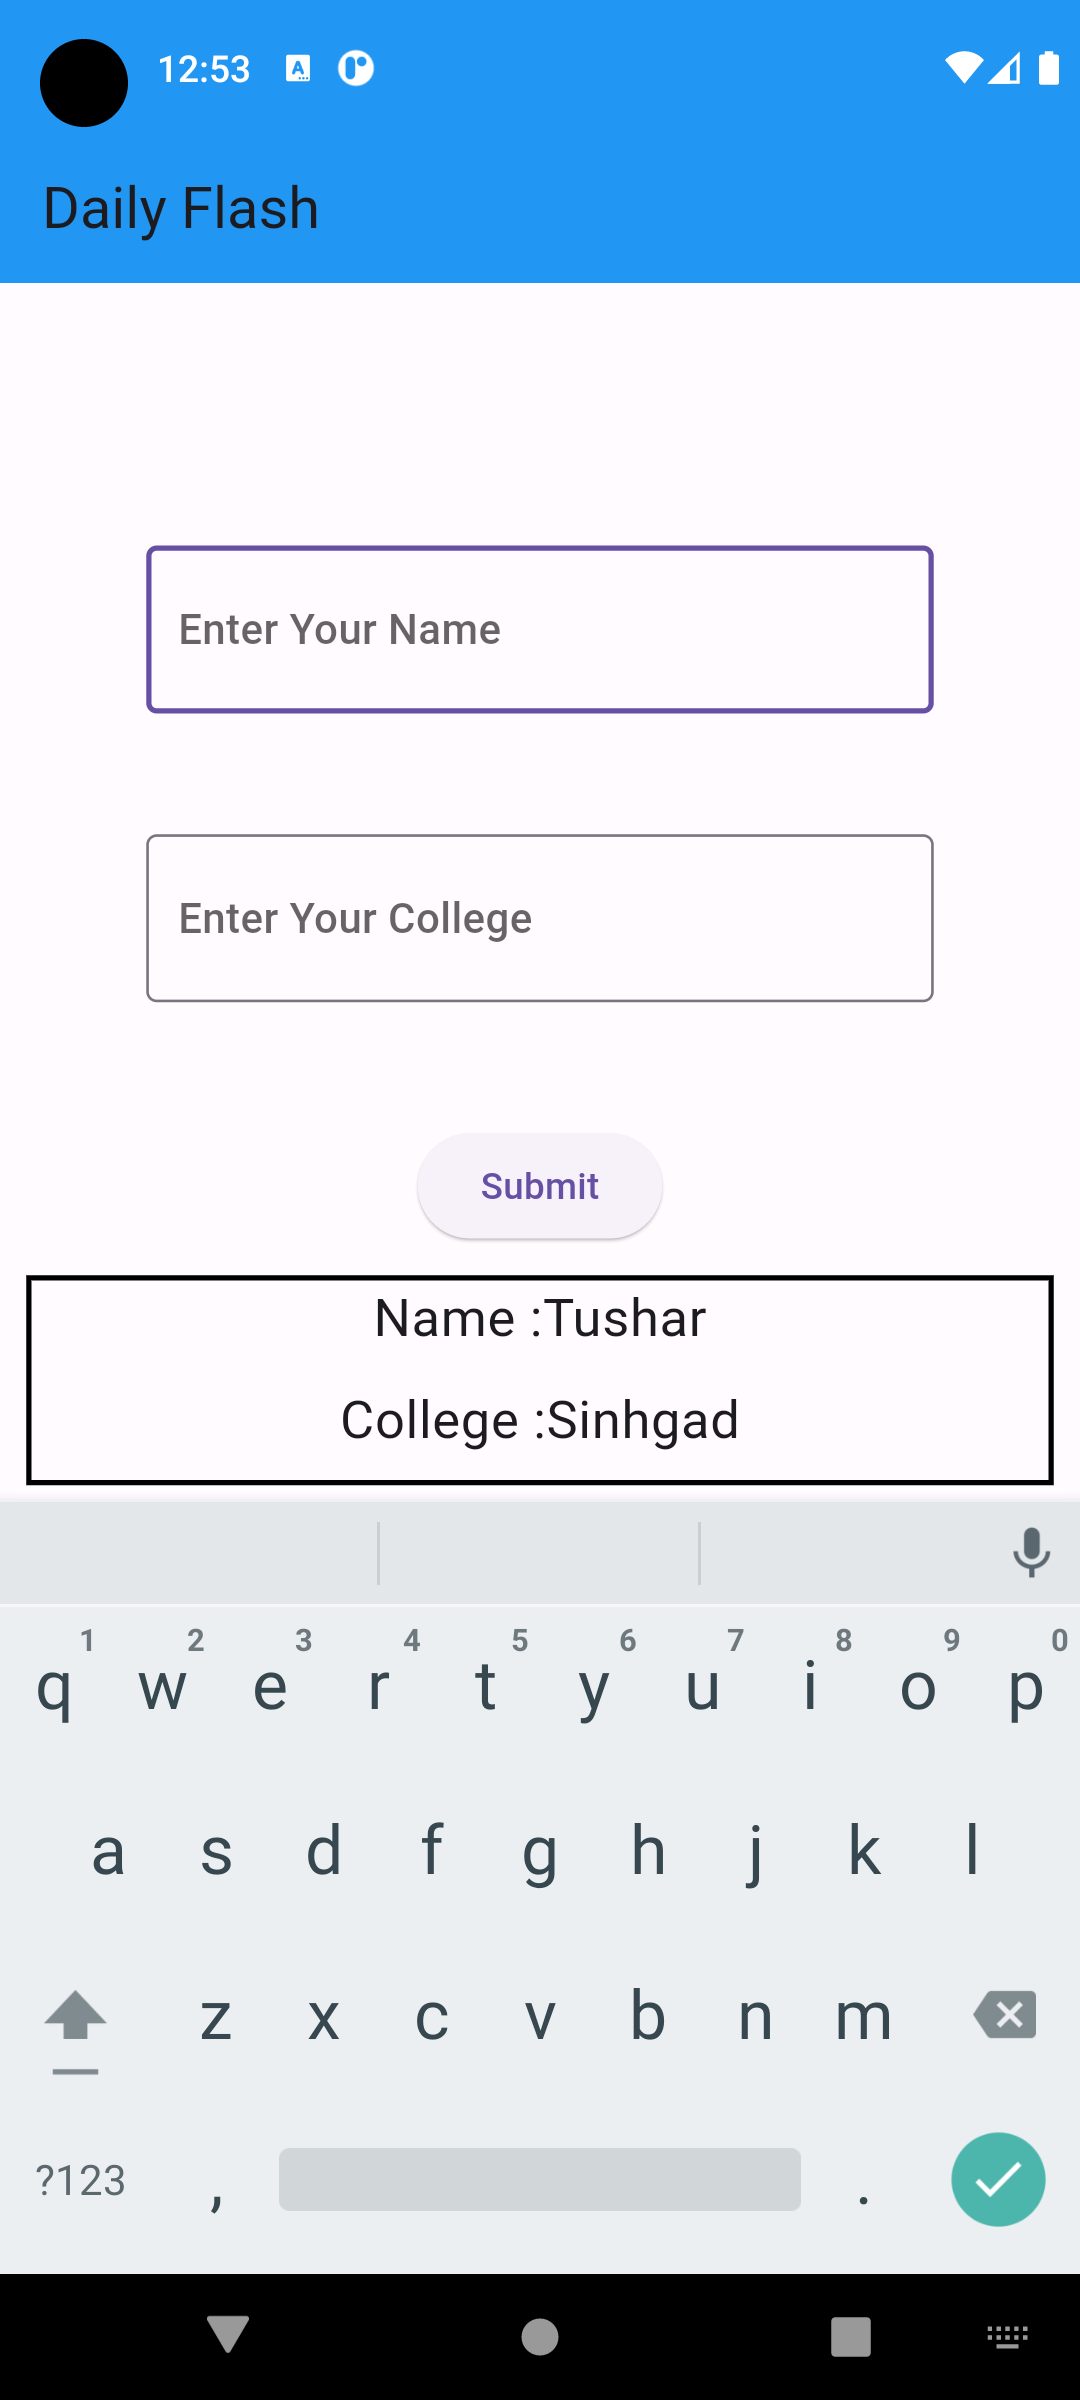 12:53
Daily Flash
Enter Your Name
Enter Your College
Submit
Name :Tushar
College :Sinhgad
1 2 3 4 5 6 7 8 9 0
q w e r t y u i o p
a s d f g h j k l
z x c v b n m
?123 , .